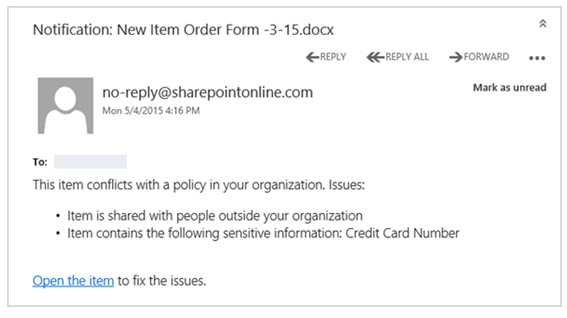 Notification: New Item Order Form -3-15.docx
REPLY REPLY ALL FORWARD
no-reply@sharepointonline.com
Mark as unread
Mon 5/4/2015 4:16 PM
To:
This item conflicts with a policy in your organization. Issues:
• Item is shared with people outside your organization
• Item contains the following sensitive information: Credit Card Number
Open the item to fix the issues.